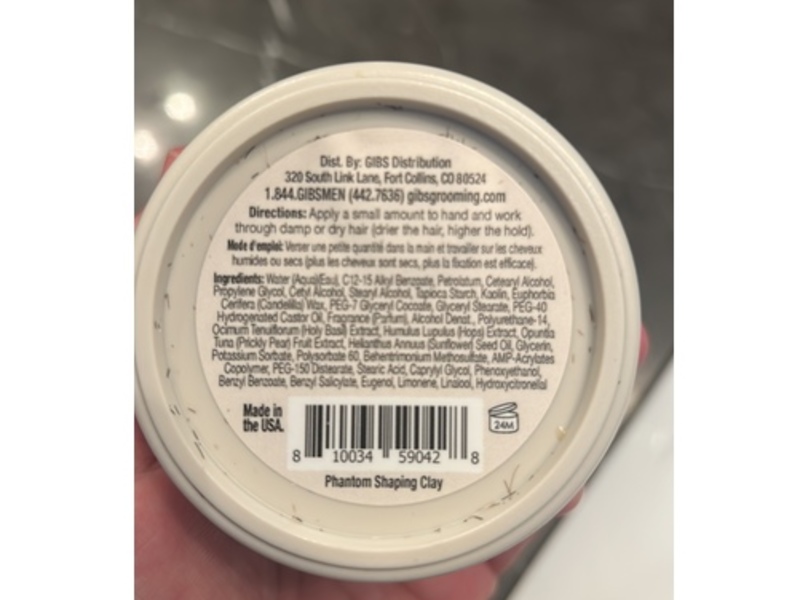 Dist. By: GIBS Distribution
320 South Link Lane, Fort Collins, CO 80524
1.844.GIBSMEN (442.7636) gibsgrooming.com
Directions: Apply a small amount to hand and work
through damp or dry hair (drier the hair, higher the hold).
Mode d'emploi: Verser une petite quantité dans la main et travailler sur les cheveux
humides ou secs (plus les cheveux sont secs, plus la fixation est efficace).
Ingredients: Water (Aqua/Eau), C12-15 Alkyl Benzoate, Petrolatum, Cetearyl Alcohol,
Propylene Glycol, Cetyl Alcohol, Stearyl Alcohol, Tapioca Starch, Kaolin, Euphorbia
Cerifera (Candelilla) Wax, PEG-7 Glyceryl Cocoate, Glyceryl Stearate, PEG-40
Hydrogenated Castor Oil, Fragrance (Parfum), Alcohol Denat., Polyurethane-14,
Ocimum Tenuiflorum (Holy Basil) Extract, Humulus Lupulus (Hops) Extract, Opuntia
Tuna (Prickly Pear) Fruit Extract, Helianthus Annuus (Sunflower) Seed Oil, Glycerin,
Potassium Sorbate, Polysorbate 60, Behentrimonium Methosulfate, AMP-Acrylates
Copolymer, PEG-150 Distearate, Stearic Acid, Caprylyl Glycol, Phenoxyethanol,
Benzyl Benzoate, Benzyl Salicylate, Eugenol, Limonene, Linalool, Hydroxycitronellal
Made in
the USA.
24M
8 10034 59042 8
Phantom Shaping Clay